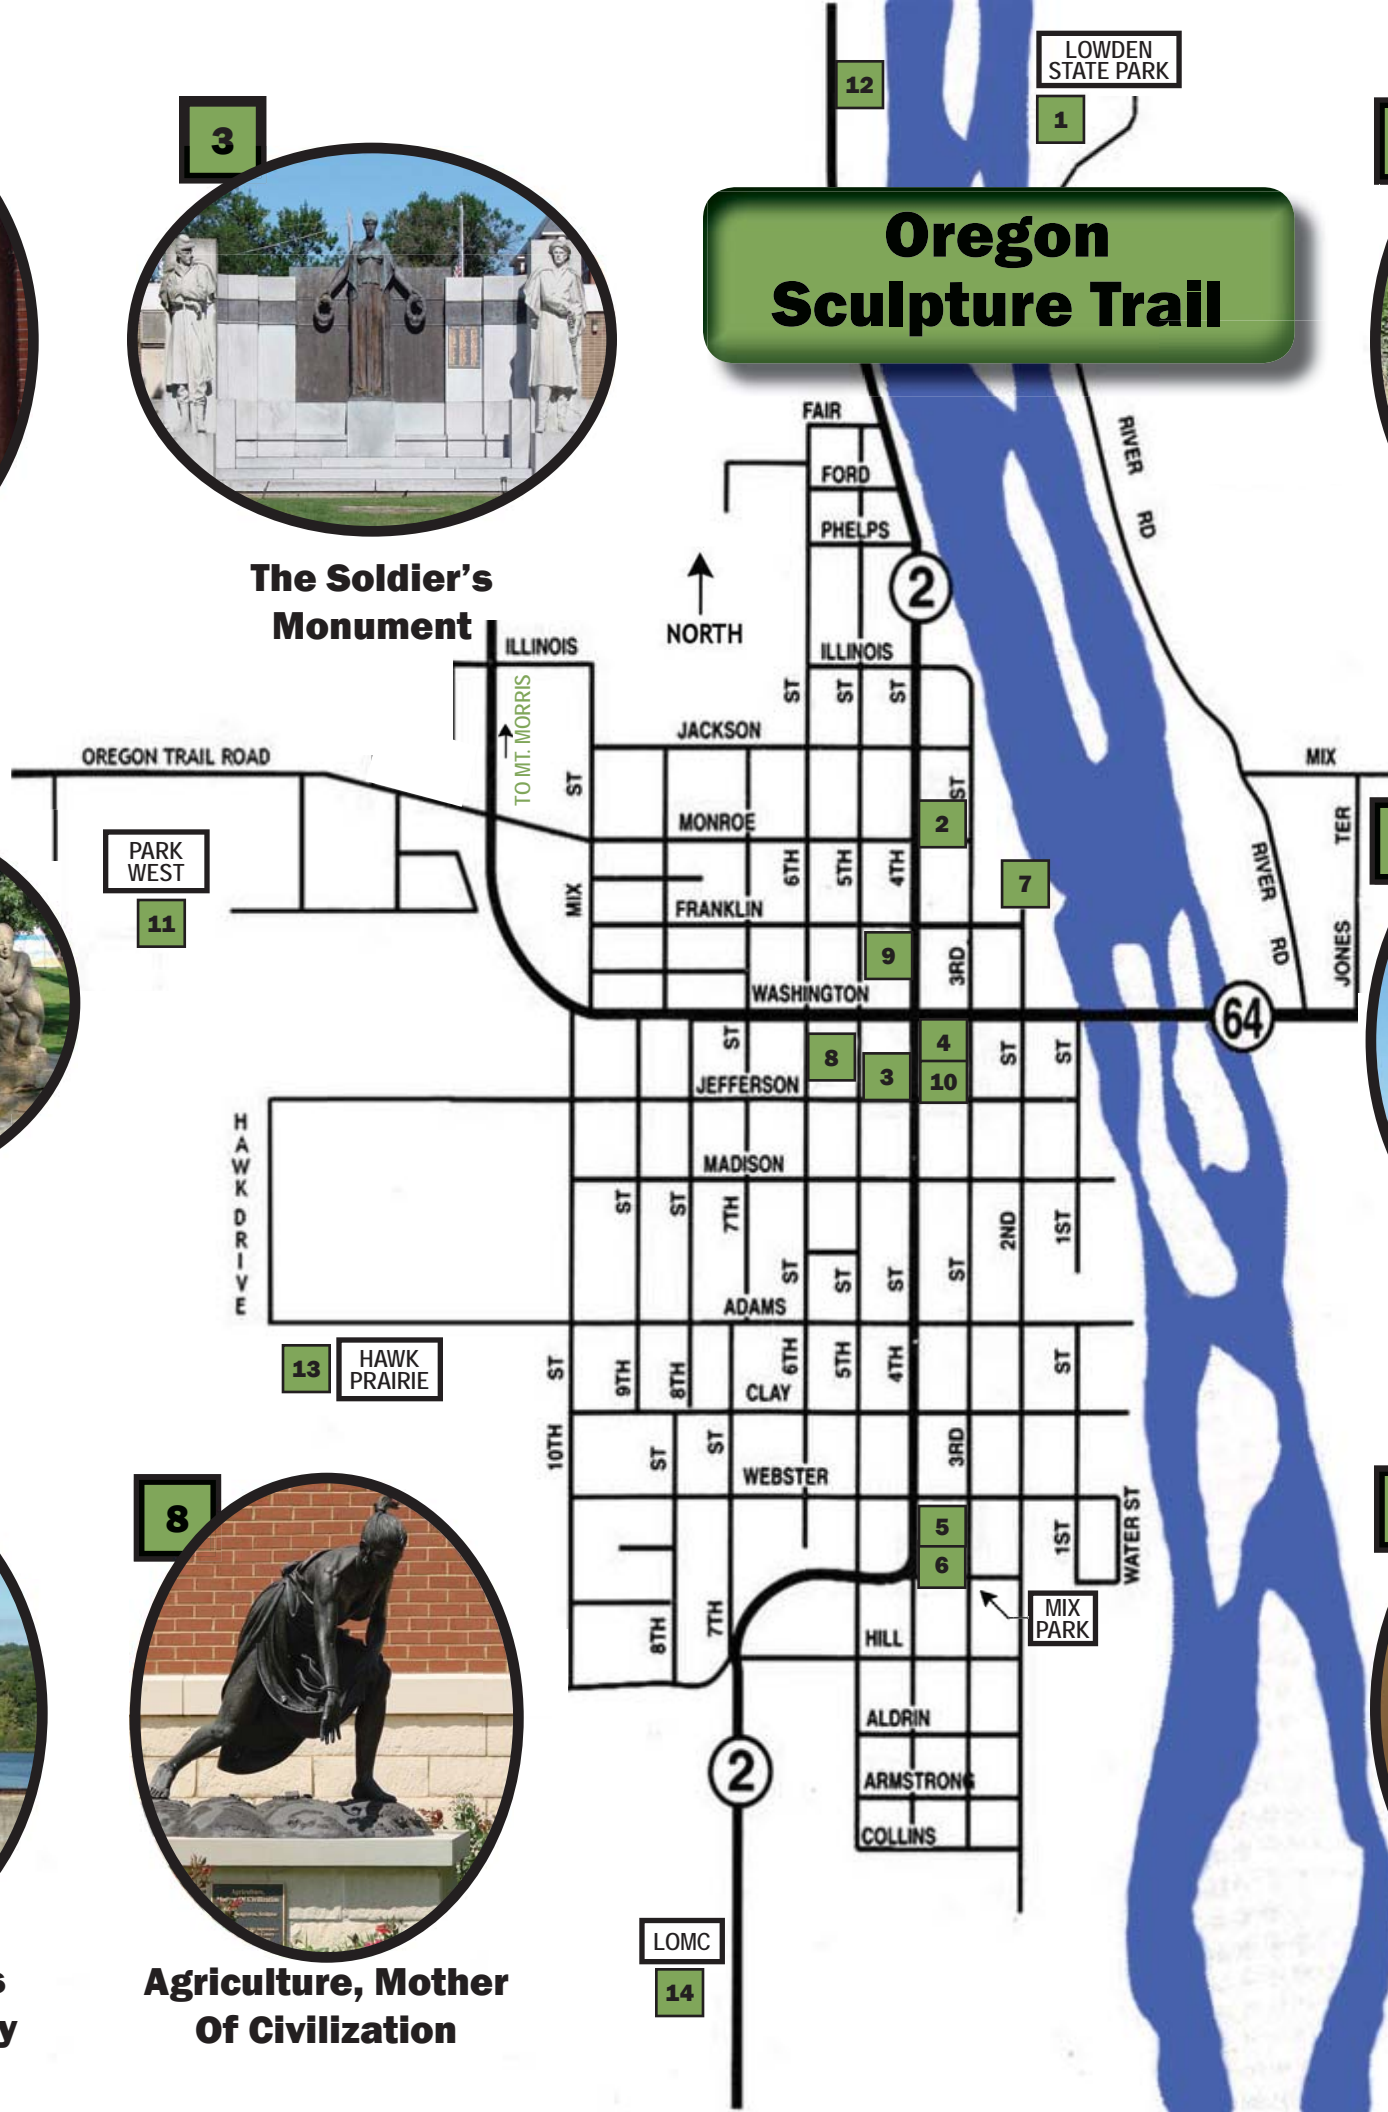 12
LOWDEN
STATE PARK
1
3
Oregon
Sculpture Trail
The Soldier's
Monument
FAIR
FORD
PHELPS
RIVER
RD
2
NORTH
ILLINOIS
ILLINOIS
ST
ST
ST
TO MT. MORRIS
JACKSON
OREGON TRAIL ROAD
MIX
ST
ST
MONROE
2
TER
JONES
PARK
WEST
11
6TH
5TH
4TH
7
RIVER
RD
MIX
FRANKLIN
9
3RD
WASHINGTON
64
ST
8
3
4
10
ST
ST
JEFFERSON
HAWK DRIVE
MADISON
ST
ST
7TH
2ND
1ST
ST
ST
ST
ST
ADAMS
13
HAWK
PRAIRIE
ST
9TH
8TH
6TH
5TH
4TH
ST
CLAY
10TH
ST
ST
3RD
WEBSTER
8
5
6
1ST
WATER ST
MIX
PARK
8TH
7TH
HILL
ALDRIN
2
ARMSTRONG
COLLINS
Agriculture,
Mother Of Civilization
LOMC
14
s
y
Agriculture, Mother
Of Civilization